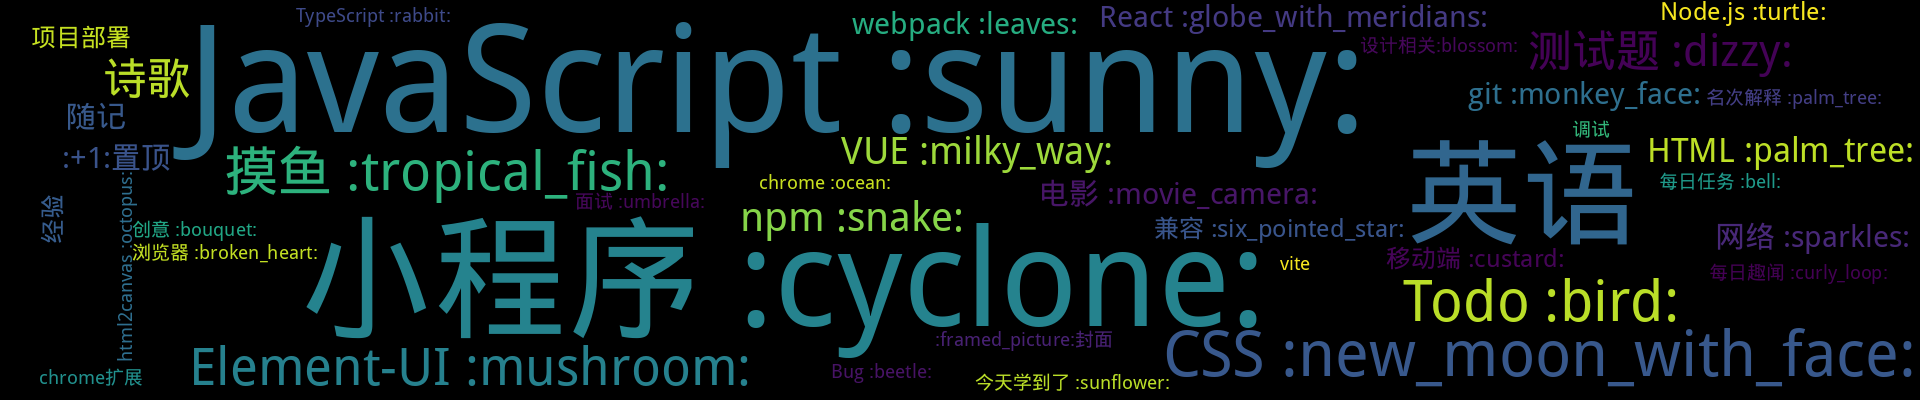 TypeScript :rabbit:
webpack :leaves:
React :globe_with_meridians:
Node.js :turtle:
项目部署
JavaScript :sunny:
设计相关:blossom:
测试题 :dizzy:
诗歌
git :monkey_face:
名次解释 :palm_tree:
随记
调试
:+1:置顶
摸鱼 :tropical_fish:
VUE :milky_way:
英语
HTML :palm_tree:
chrome :ocean:
每日任务 :bell:
面试 :umbrella:
电影 :movie_camera:
经验
npm :snake:
创意 :bouquet:
兼容 :six_pointed_star:
网络 :sparkles:
浏览器 :broken_heart:
html2canvas :octopus:
小程序 :cyclone:
vite
移动端 :custard:
每日趣闻 :curly_loop:
Todo :bird:
:framed_picture:封面
CSS :new_moon_with_face:
Element-UI :mushroom:
chrome扩展
Bug :beetle:
今天学到了 :sunflower: